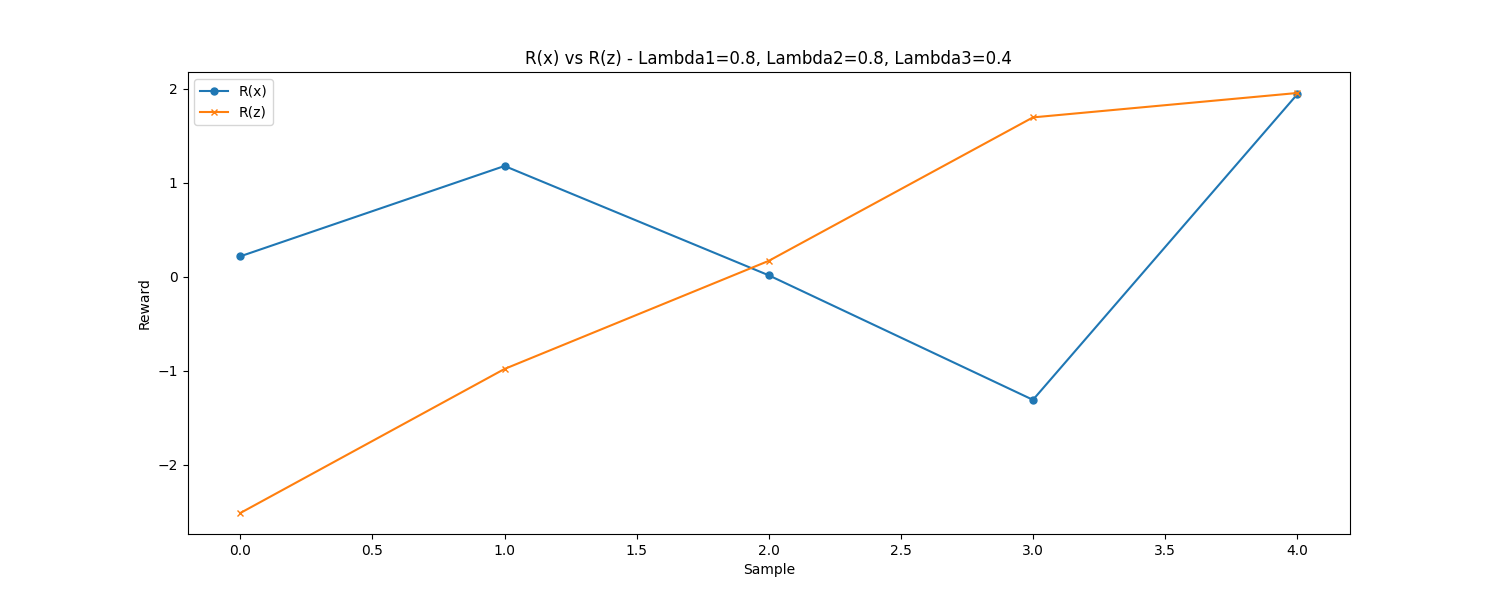 R(x) vs R(z) - Lambda1=0.8, Lambda2=0.8, Lambda3=0.4
R(x)
R(z)
2
1
0
−1
−2
Reward
0.0 0.5 1.0 1.5 2.0 2.5 3.0 3.5 4.0
Sample